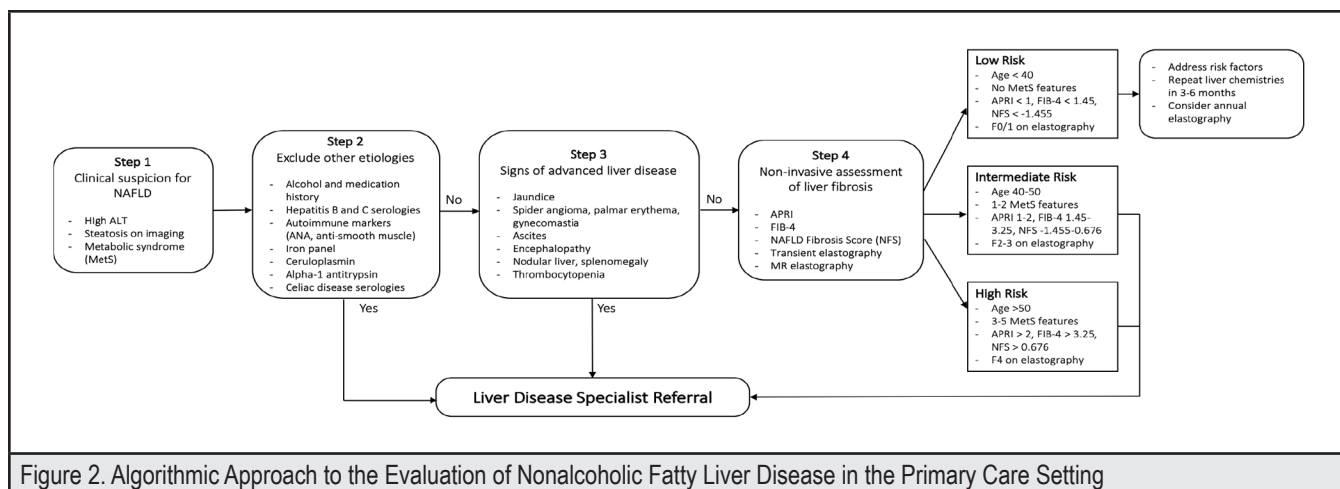 Step 1
Clinical suspicion for
NAFLD
- High ALT
- Steatosis on imaging
- Metabolic syndrome
(MetS)
Step 2
Exclude other etiologies
- Alcohol and medication
history
- Hepatitis B and C serologies
- Autoimmune markers
(ANA, anti-smooth muscle)
- Iron panel
- Ceruloplasmin
- Alpha-1 antitrypsin
- Celiac disease serologies
No
Yes
Step 3
Signs of advanced liver disease
- Jaundice
- Spider angioma, palmar erythema,
gynecomastia
- Ascites
- Encephalopathy
- Nodular liver, splenomegaly
- Thrombocytopenia
No
Yes
Step 4
Non-invasive assessment
of liver fibrosis
- APRI
- FIB-4
- NAFLD Fibrosis Score (NFS)
- Transient elastography
- MR elastography
Low Risk
- Age < 40
- No MetS features
- APRI < 1, FIB-4 < 1.45,
NFS < -1.455
- F0/1 on elastography
- Address risk factors
- Repeat liver chemistries
in 3-6 months
- Consider annual
elastography
Intermediate Risk
- Age 40-50
- 1-2 MetS features
- APRI 1-2, FIB-4 1.45-
3.25, NFS -1.455-0.676
- F2-3 on elastography
High Risk
- Age >50
- 3-5 MetS features
- APRI > 2, FIB-4 > 3.25,
NFS > 0.676
- F4 on elastography
Liver Disease Specialist Referral
Figure 2. Algorithmic Approach to the Evaluation of Nonalcoholic Fatty Liver Disease in the Primary Care Setting